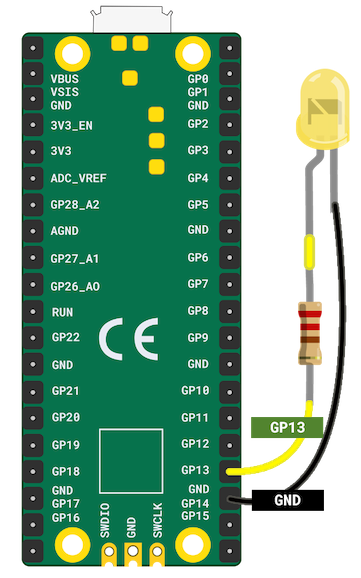 VBUS
VSIS
GND
3V3_EN
3V3
ADC_VREF
GP28_A2
AGND
GP27_A1
GP26_A0
RUN
GP22
GND
GP21
GP20
GP19
GP18
GND
GP17
GP16
GP0
GP1
GND
GP2
GP3
GP4
GP5
GND
GP6
GP7
GP8
GP9
GND
GP10
GP11
GP12
GP13
GND
GP14
GP15
CE
SWDIO
GND
SWCLK
GP13
GND